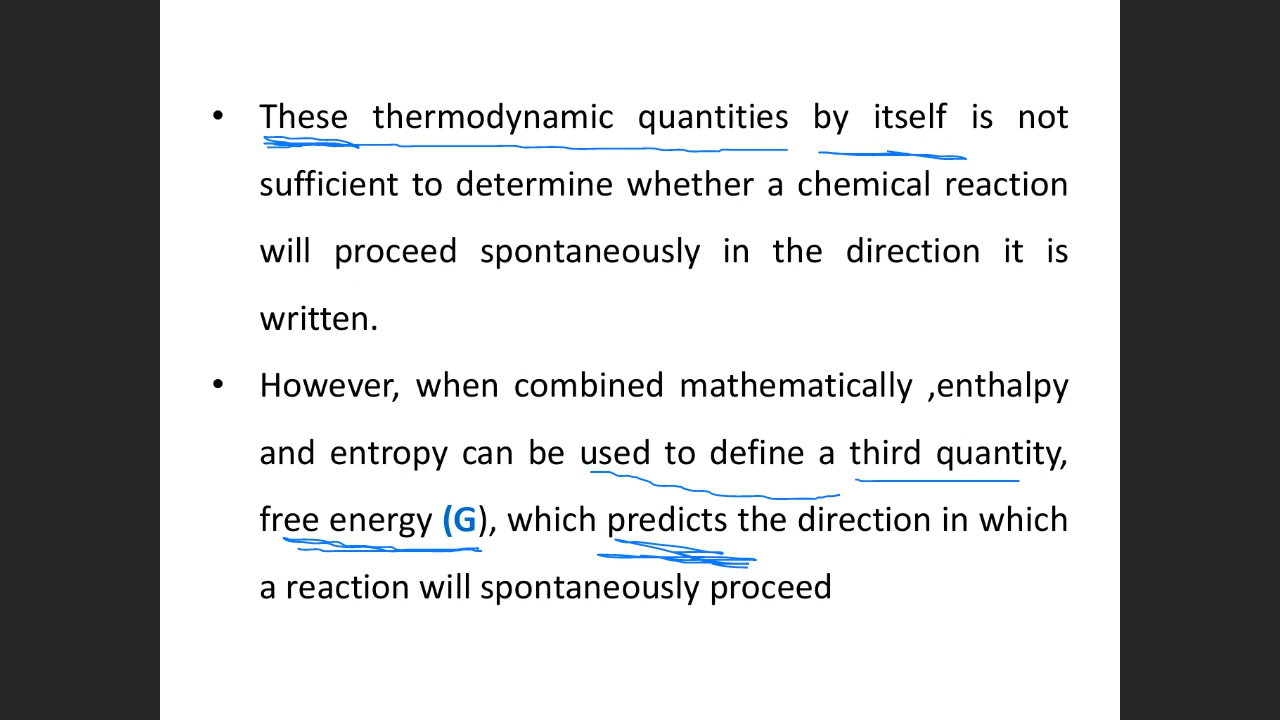 • These thermodynamic quantities by itself is not
sufficient to determine whether a chemical reaction
will proceed spontaneously in the direction it is
written.
• However, when combined mathematically ,enthalpy
and entropy can be used to define a third quantity,
free energy (G), which predicts the direction in which
a reaction will spontaneously proceed